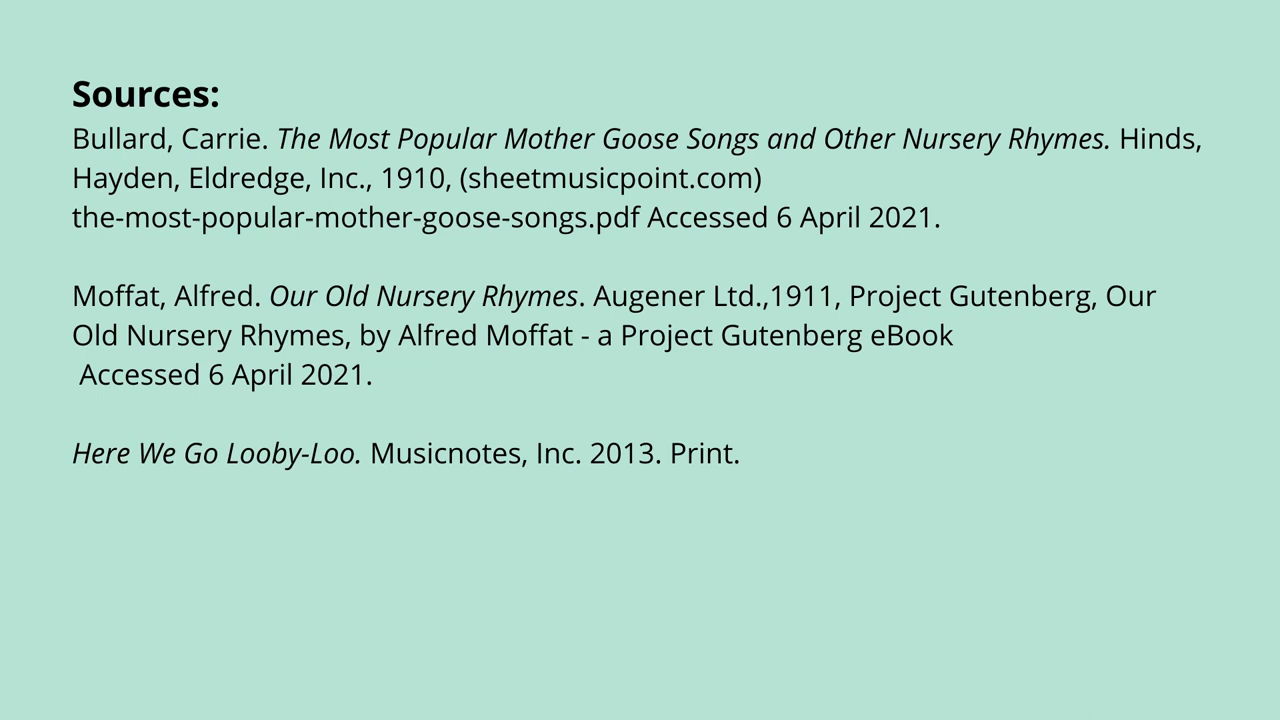 Sources:
Bullard, Carrie. The Most Popular Mother Goose Songs and Other Nursery Rhymes. Hinds,
Hayden, Eldredge, Inc., 1910, (sheetmusicpoint.com)
the-most-popular-mother-goose-songs.pdf Accessed 6 April 2021.
Moffat, Alfred. Our Old Nursery Rhymes. Augener Ltd.,1911, Project Gutenberg, Our
Old Nursery Rhymes, by Alfred Moffat - a Project Gutenberg eBook
Accessed 6 April 2021.
Here We Go Looby-Loo. Musicnotes, Inc. 2013. Print.